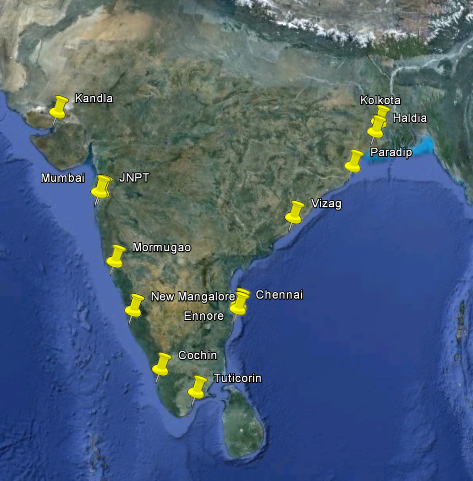 Kandla
Kolkota
Haldia
Paradip
Mumbai
JNPT
Vizag
Mormugao
New Mangalore
Chennai
Ennore
Cochin
Tuticorin